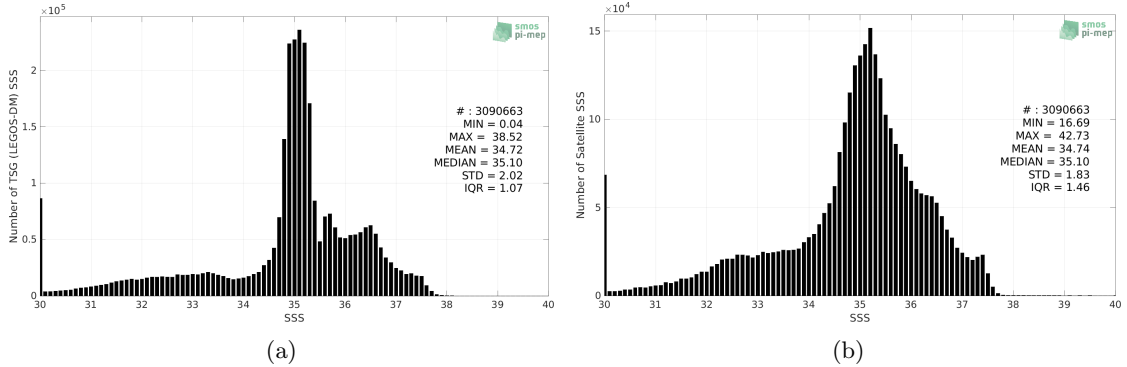 ×10⁵
smos
pi-mep
Number of TSG (LEGOS-DM) SSS
2
1.5
1
0.5
0
# : 3090663
MIN = 0.04
MAX = 38.52
MEAN = 34.72
MEDIAN = 35.10
STD = 2.02
IQR = 1.07
30 31 32 33 34 35 36 37 38 39 40
SSS
(a)
×10⁴
smos
pi-mep
Number of Satellite SSS
15
10
5
0
# : 3090663
MIN = 16.69
MAX = 42.73
MEAN = 34.74
MEDIAN = 35.10
STD = 1.83
IQR = 1.46
30 31 32 33 34 35 36 37 38 39 40
SSS
(b)